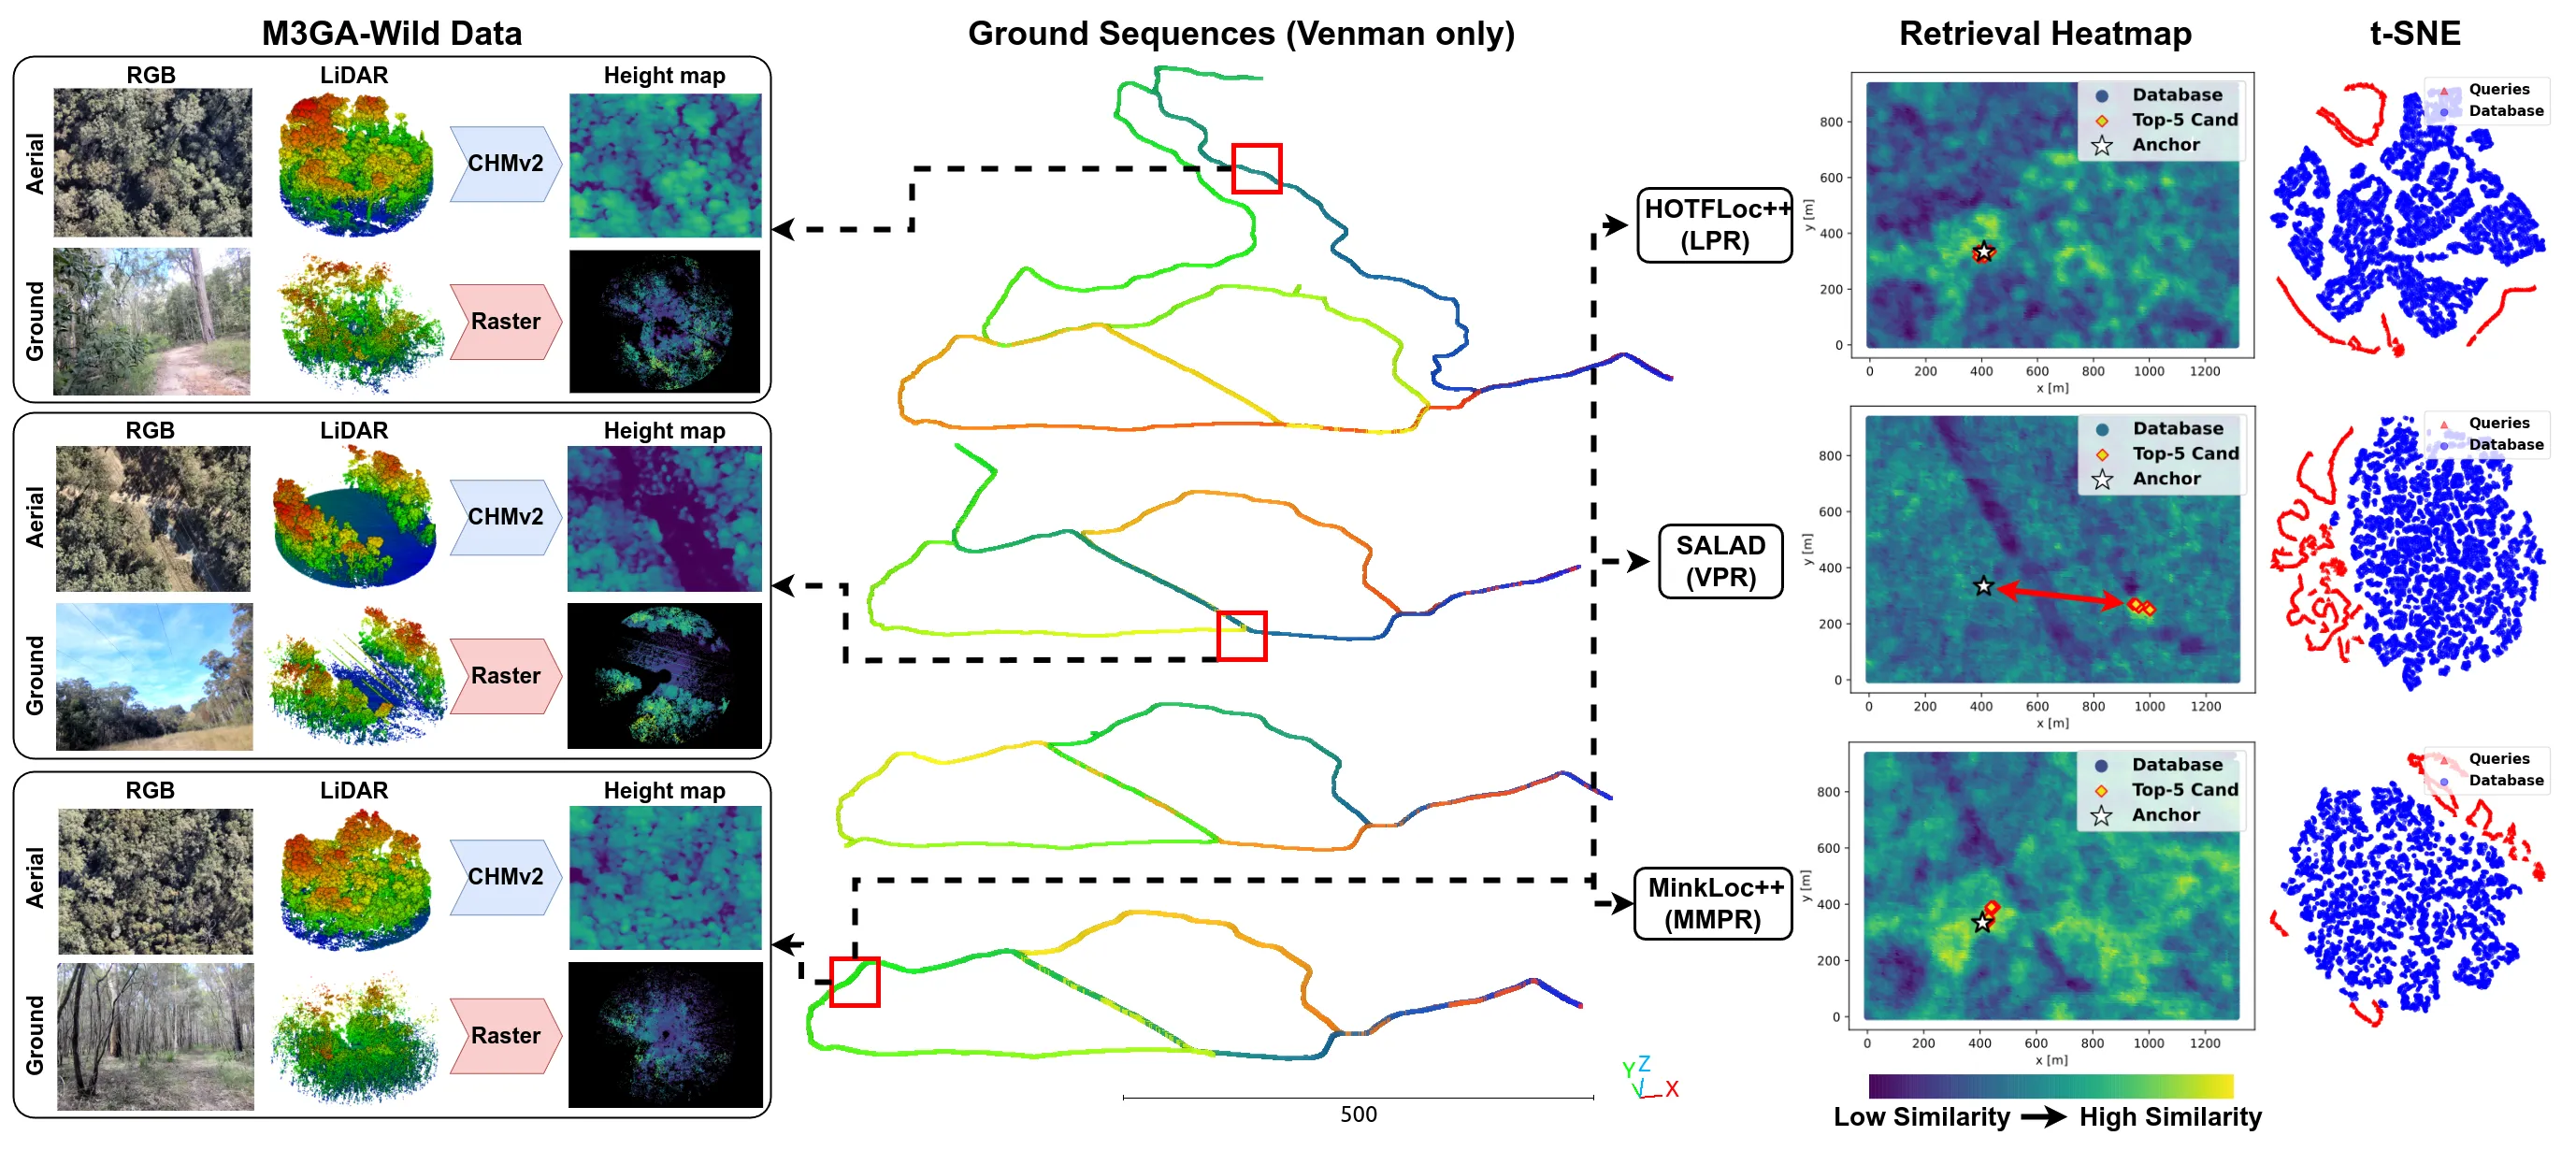 M3GA-Wild Data
RGB
LiDAR
Height map
Aerial
CHMv2
Ground
Raster
RGB
LiDAR
Height map
Aerial
CHMv2
Ground
Raster
RGB
LiDAR
Height map
Aerial
CHMv2
Ground
Raster
Ground Sequences (Venman only)
500
Y Z X
HOTFLoc++
(LPR)
SALAD
(VPR)
MinkLoc++
(MMPR)
Retrieval Heatmap
Database
Top-5 Cand
Anchor
800
600
400
200
0
y [m]
0 200 400 600 800 1000 1200
x [m]
Database
Top-5 Cand
Anchor
800
600
400
200
0
y [m]
0 200 400 600 800 1000 1200
x [m]
Database
Top-5 Cand
Anchor
800
600
400
200
0
y [m]
0 200 400 600 800 1000 1200
x [m]
Low Similarity
High Similarity
t-SNE
Queries
Database
Queries
Database
Queries
Database